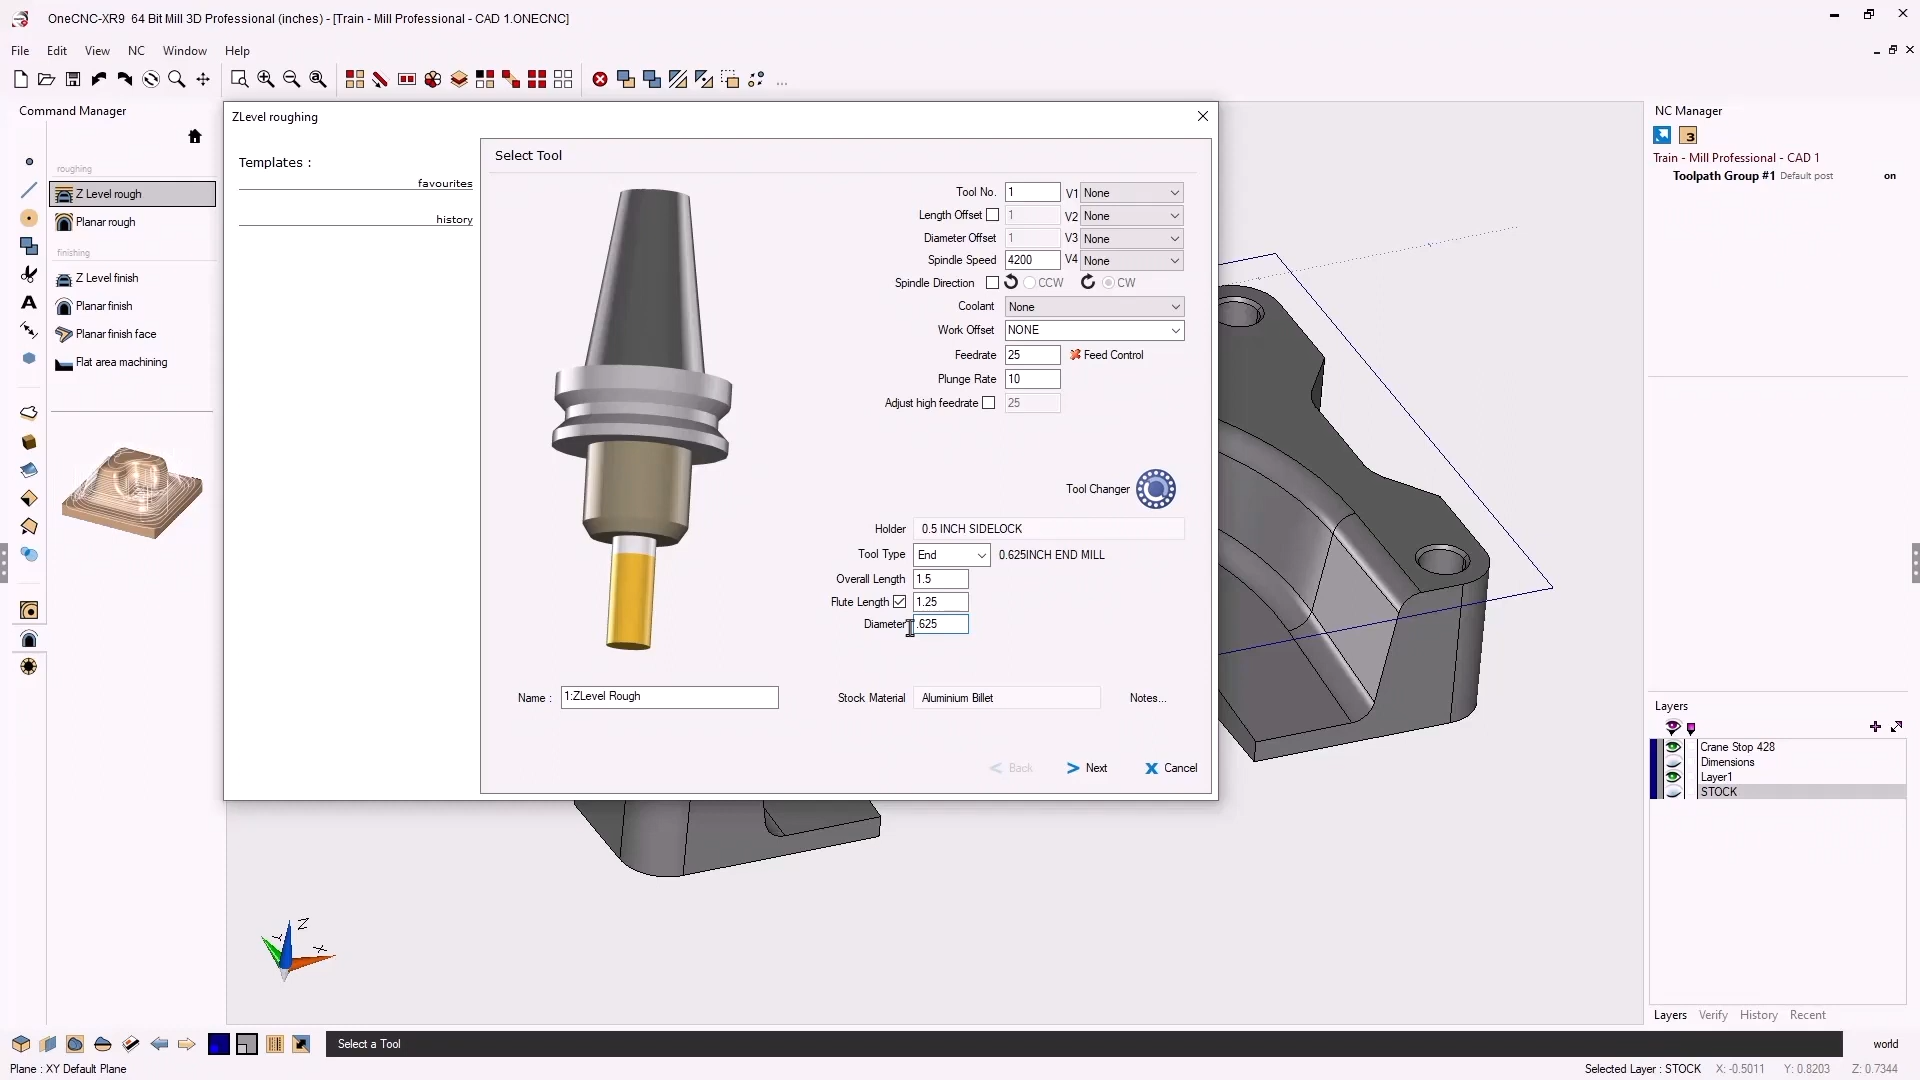 OneCNC-XR9 64 Bit Mill 3D Professional (inches) - [Train - Mill Professional - CAD 1.ONECNC]
File Edit View NC Window Help
Command Manager
roughing
Z Level rough
Planar rough
finishing
Z Level finish
Planar finish
Planar finish face
Flat area machining
ZLevel roughing
Templates :
favourites
history
Select Tool
Tool No. 1 V1 None
Length Offset 1 V2 None
Diameter Offset 1 V3 None
Spindle Speed 4200 V4 None
Spindle Direction CCW CW
Coolant None
Work Offset NONE
Feedrate 25 Feed Control
Plunge Rate 10
Adjust high feedrate 25
Tool Changer
Holder 0.5 INCH SIDELOCK
Tool Type End 0.625INCH END MILL
Overall Length 1.5
Flute Length 1.25
Diameter .625
Name : 1:ZLevel Rough Stock Material Aluminium Billet Notes...
< Back > Next X Cancel
NC Manager
3
Train - Mill Professional - CAD 1
Toolpath Group #1 Default post on
Layers
Crane Stop 428
Dimensions
Layer1
STOCK
Layers Verify History Recent
Z
Y
X
Select a Tool
world
Plane : XY Default Plane
Selected Layer : STOCK X: -0.5011 Y: 0.8203 Z: 0.7344